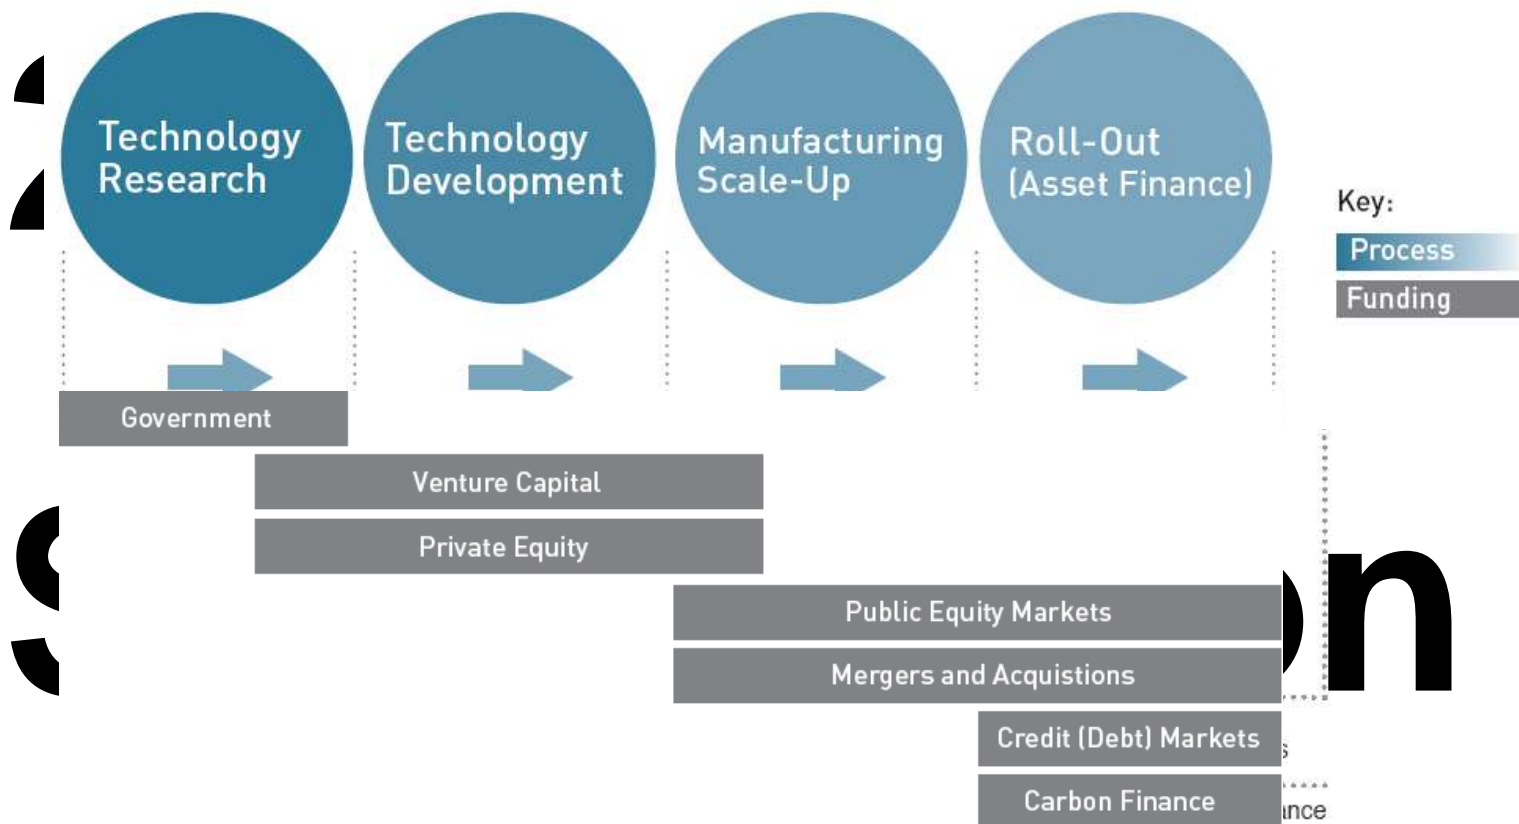 Technology
Research
Technology
Development
Manufacturing
Scale-Up
Roll-Out
(Asset Finance)
Key:
Process
Funding
Government
Venture Capital
Private Equity
Public Equity Markets
Mergers and Acquistions
Credit (Debt) Markets
Carbon Finance